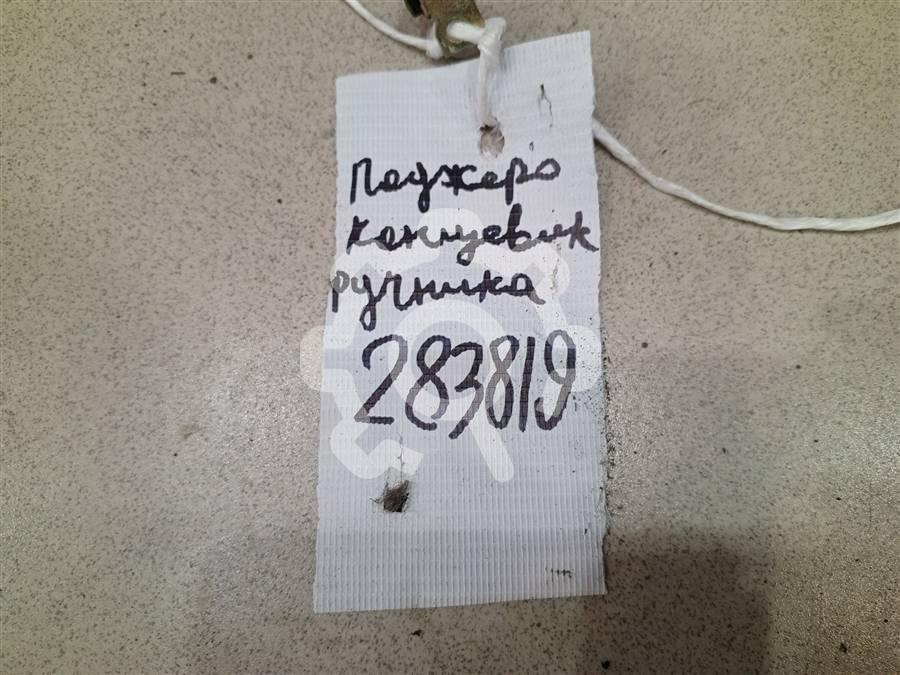 Паджеро
концевик
ручника
283819